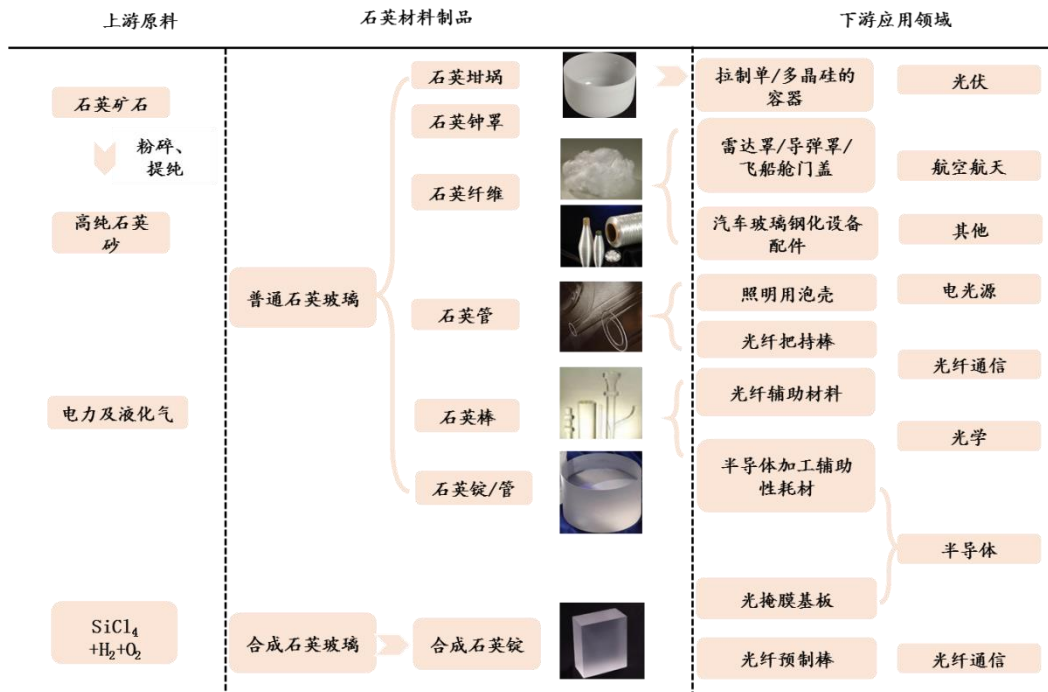 上游原料
石英材料制品
下游应用领域
石英矿石
粉碎、
提纯
高纯石英
砂
电力及液化气
SiCl₄
+H₂+O₂
普通石英玻璃
合成石英玻璃
石英坩埚
石英钟罩
石英纤维
石英管
石英棒
石英锭/管
合成石英锭
拉制单/多晶硅的
容器
雷达罩/导弹罩/
飞船舱门盖
汽车玻璃钢化设备
配件
照明用泡壳
光纤把持棒
光纤辅助材料
半导体加工辅助
性耗材
光掩膜基板
光纤预制棒
光伏
航空航天
其他
电光源
光纤通信
光学
半导体
光纤通信